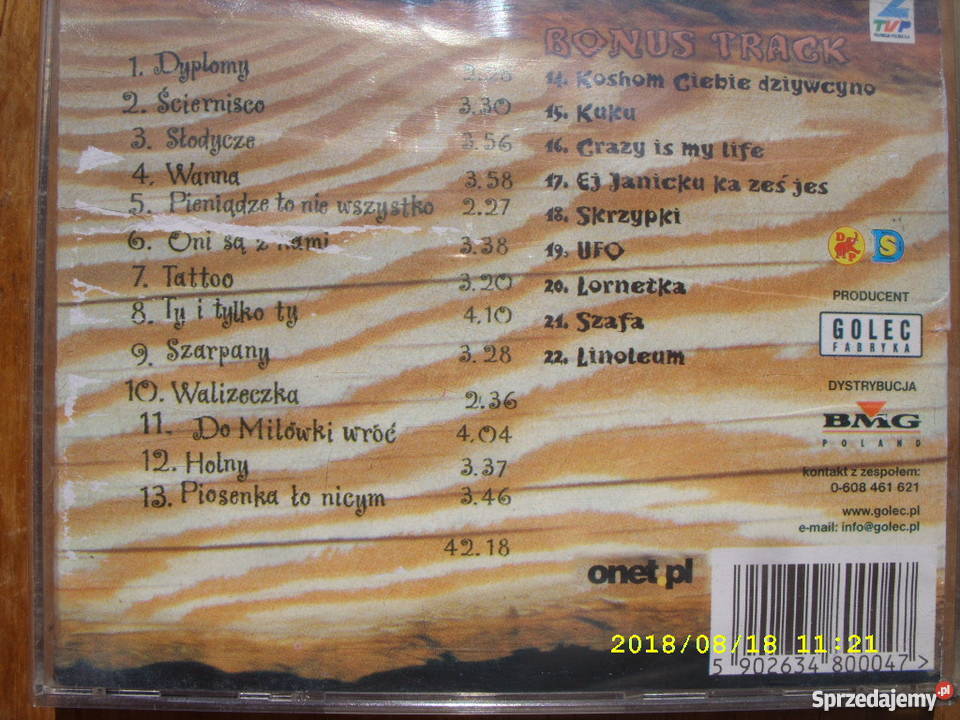 1. Dyplomy
2. Ściernisco 3.30
3. Słodycze 3.56
4. Wanna 3.58
5. Pieniądze to nie wszystko 2.27
6. Oni są z nami 3.38
7. Tattoo 3.20
8. Ty i tylko ty 4.10
9. Szarpany 3.28
10. Walizeczka 2.36
11. Do Milówki wróć 4.04
12. Holny 3.37
13. Piosenka ło nicym 3.46
42.18
BONUS TRACK
14. Koshom Ciebie dziywcyno
15. Kuku
16. Crazy is my life
17. Ej Janicku kaześ jes
18. Skrzypki
19. UFO
20. Lornetka
21. Szafa
22. Linoleum
2
TVP
D
S
PRODUCENT
GOLEC
FABRYKA
DYSTRYBUCJA
BMG
POLAND
kontakt z zespołem:
0-608 461 621
www.golec.pl
e-mail: info@golec.pl
onet.pl
2018/08/18 11:21
5 902634 800047 >
Sprzedajemy.pl